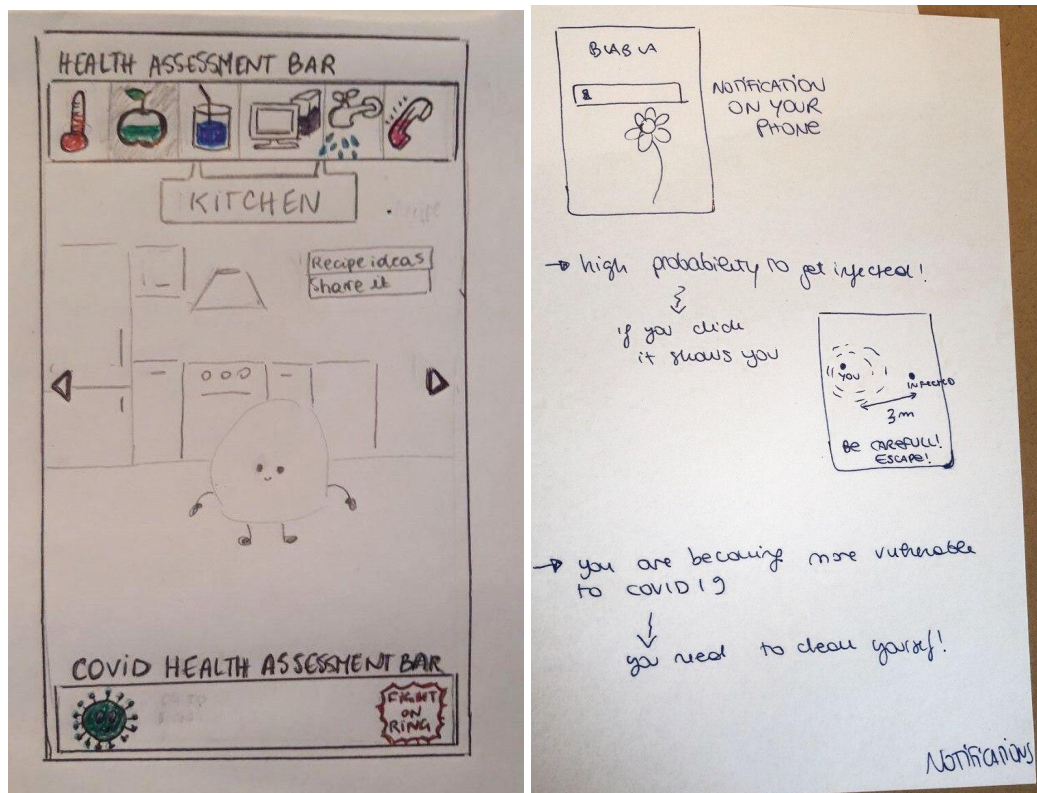 HEALTH ASSESSMENT BAR
KITCHEN
Recipe ideas
Share it
COVID HEALTH ASSESSMENT BAR
FIGHT
ON
RING
BLABLA
NOTIFICATION
ON YOUR
PHONE
→ high probability to get infected!
if you click
it shows you
YOU
INFECTED
3m
BE CAREFULL!
ESCAPE!
→ you are becoming more vulnerable
to COVID19
you need to clean yourself!
NOTIFICATIONS